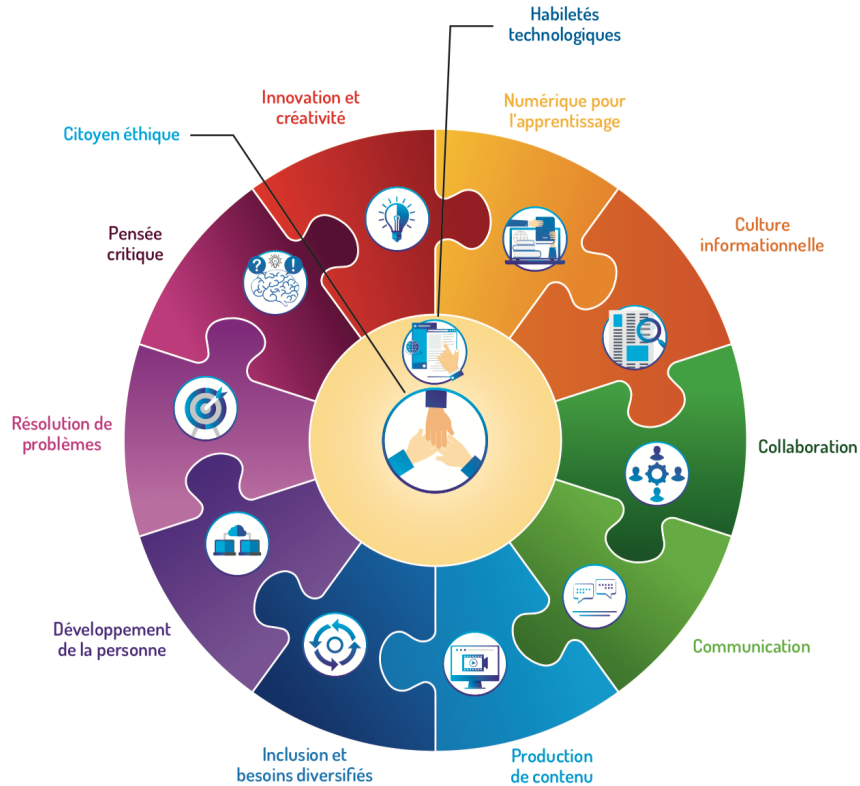 Habiletés
technologiques
Innovation et
créativité
Numérique pour
l'apprentissage
Citoyen éthique
Pensée
critique
Culture
informationnelle
Résolution de
problèmes
Collaboration
Développement
de la personne
Communication
Inclusion et
besoins diversifiés
Production
de contenu
? !